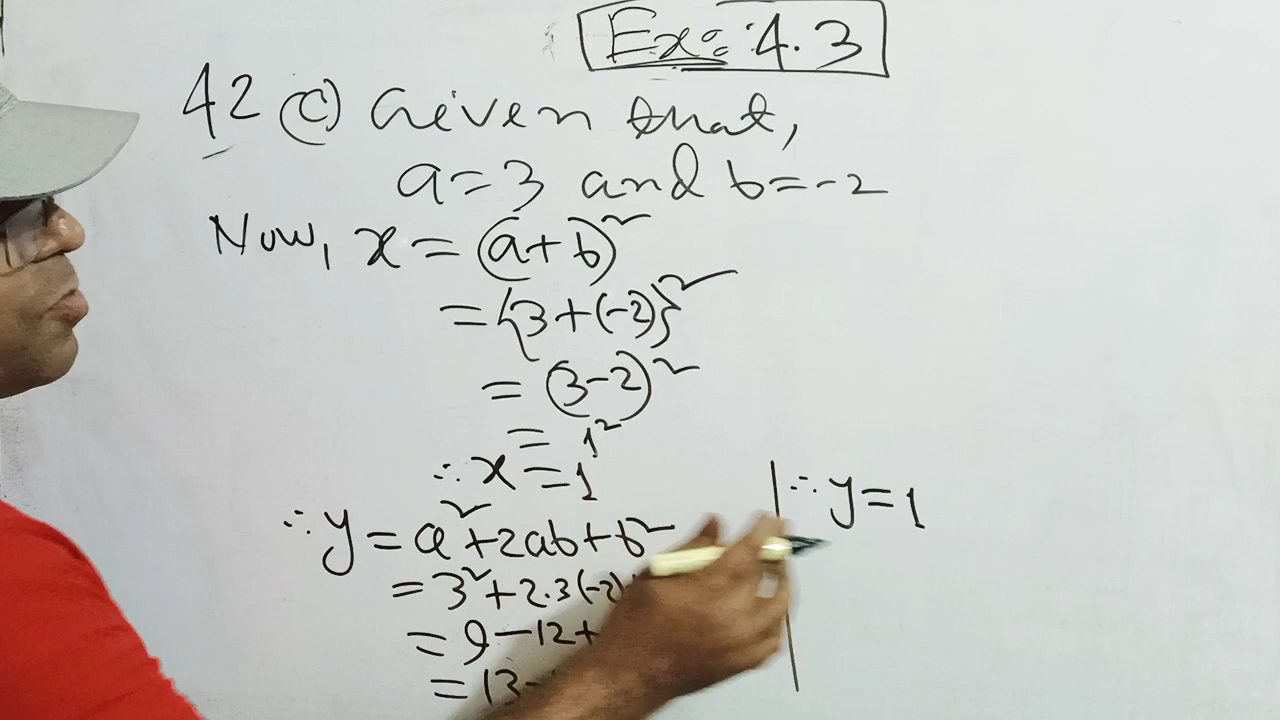 Ex: 4.3
42 (c) Given that,
a=3 and b=-2
Now, x = (a+b)²
= {3+(-2)}²
= (3-2)²
= 1²
∴ x = 1
∴ y = a²+2ab+b²
= 3²+2.3(-2)
= 9-12+
= 13-
∴ y = 1